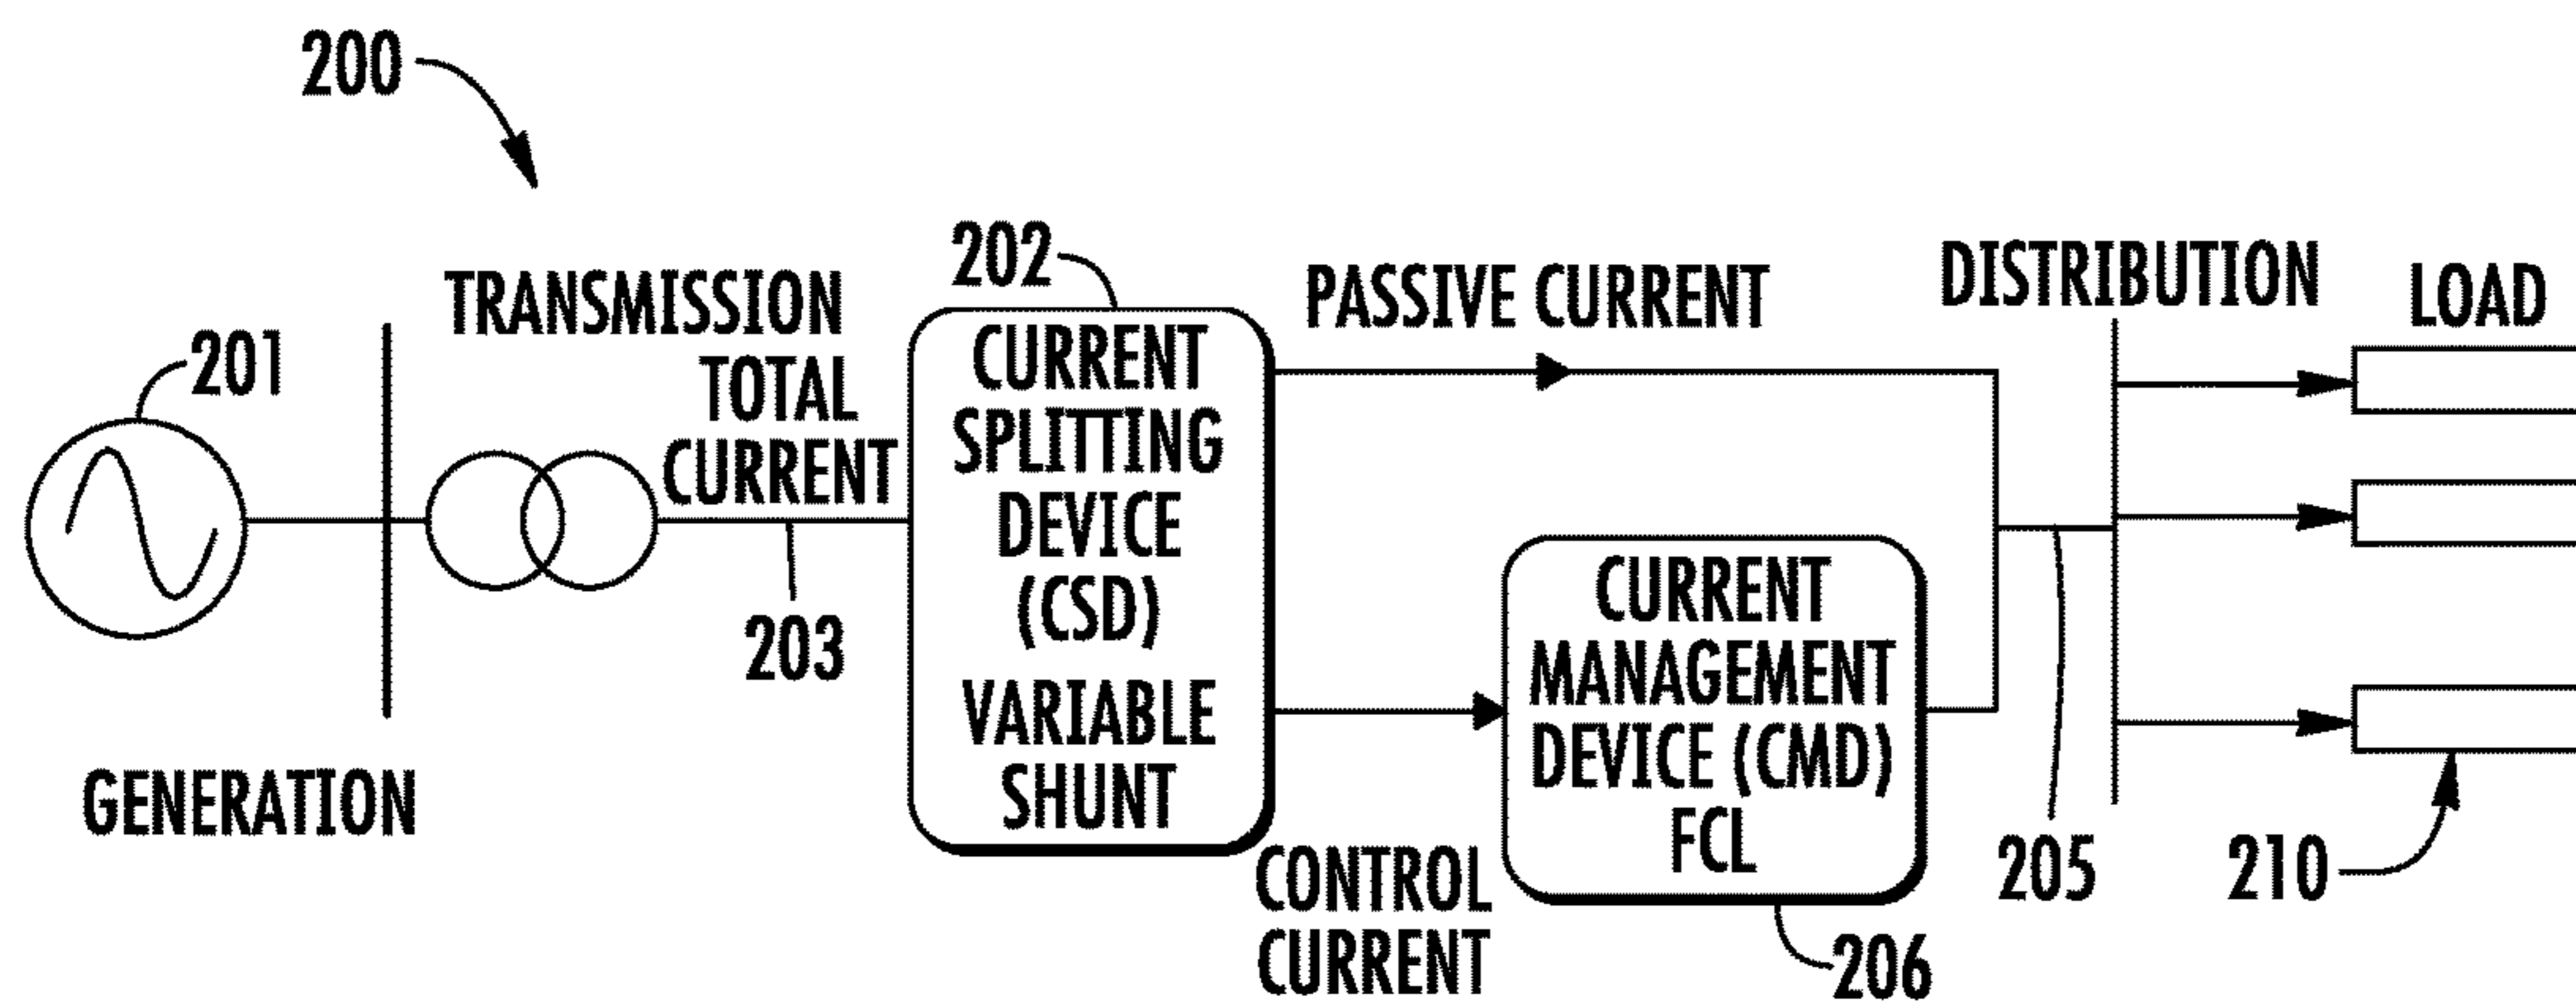 200
201
TRANSMISSION
TOTAL
CURRENT
203
GENERATION
202
CURRENT
SPLITTING
DEVICE
(CSD)
VARIABLE
SHUNT
PASSIVE CURRENT
CONTROL
CURRENT
CURRENT
MANAGEMENT
DEVICE (CMD)
FCL
206
DISTRIBUTION
205
LOAD
210